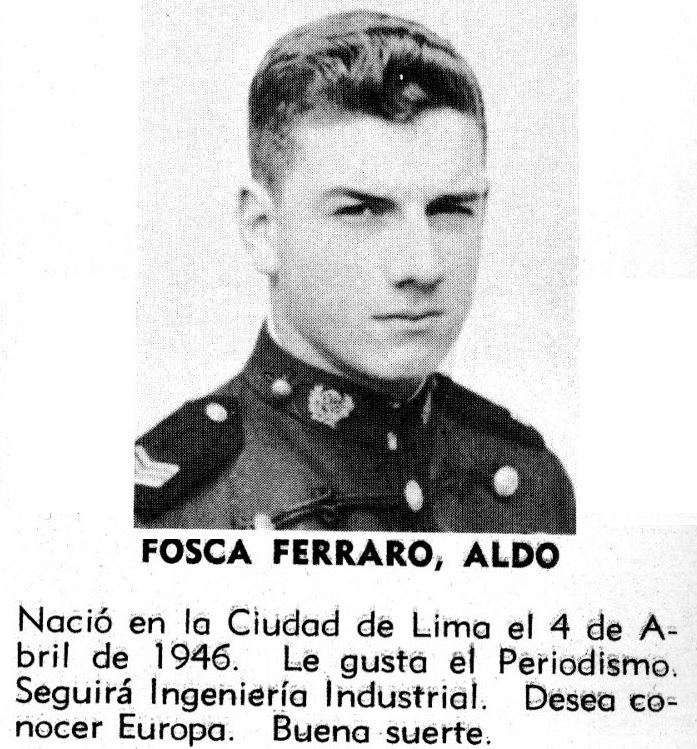 FOSCA FERRARO, ALDO
Nació en la Ciudad de Lima el 4 de A-
bril de 1946. Le gusta el Periodismo.
Seguirá Ingeniería Industrial. Desea co-
nocer Europa. Buena suerte.